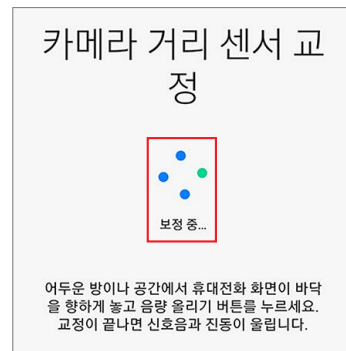 카메라 거리 센서 교
정
보정 중...
어두운 방이나 공간에서 휴대전화 화면이 바닥
을 향하게 놓고 음량 올리기 버튼을 누르세요.
교정이 끝나면 신호음과 진동이 울립니다.